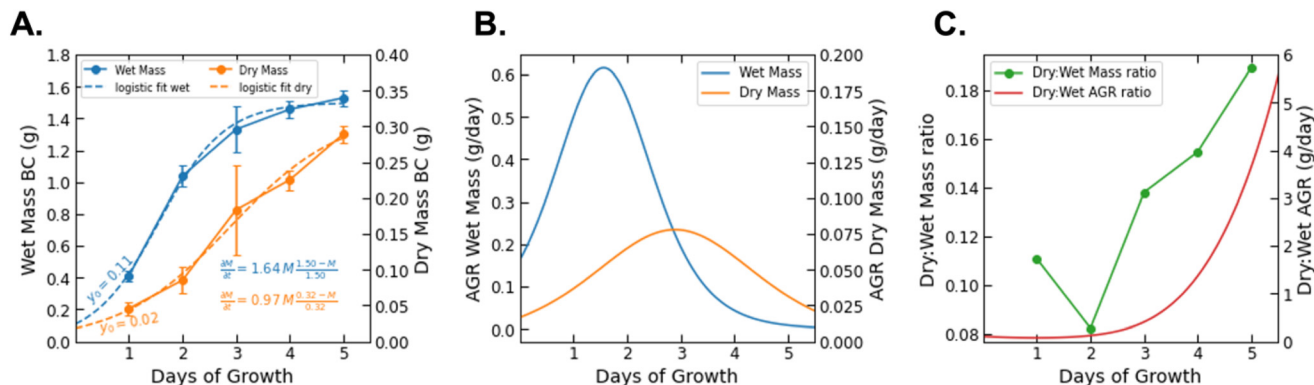 A.
Wet Mass BC (g)
1.8
1.6
1.4
1.2
1.0
0.8
0.6
0.4
0.2
0.0
Wet Mass
logistic fit wet
Dry Mass
logistic fit dry
y₀ = 0.11
y₀ = 0.02
∂M/∂t = 1.64 M (1.50 − M)/1.50
∂M/∂t = 0.97 M (0.32 − M)/0.32
0.40
0.35
0.30
0.25
0.20
0.15
0.10
0.05
0.00
Dry Mass BC (g)
1 2 3 4 5
Days of Growth
B.
AGR Wet Mass (g/day)
0.6
0.5
0.4
0.3
0.2
0.1
0.0
Wet Mass
Dry Mass
0.200
0.175
0.150
0.125
0.100
0.075
0.050
0.025
0.000
AGR Dry Mass (g/day)
1 2 3 4 5
Days of Growth
C.
Dry:Wet Mass ratio
0.18
0.16
0.14
0.12
0.10
0.08
Dry:Wet Mass ratio
Dry:Wet AGR ratio
6
5
4
3
2
1
0
Dry:Wet AGR (g/day)
1 2 3 4 5
Days of Growth